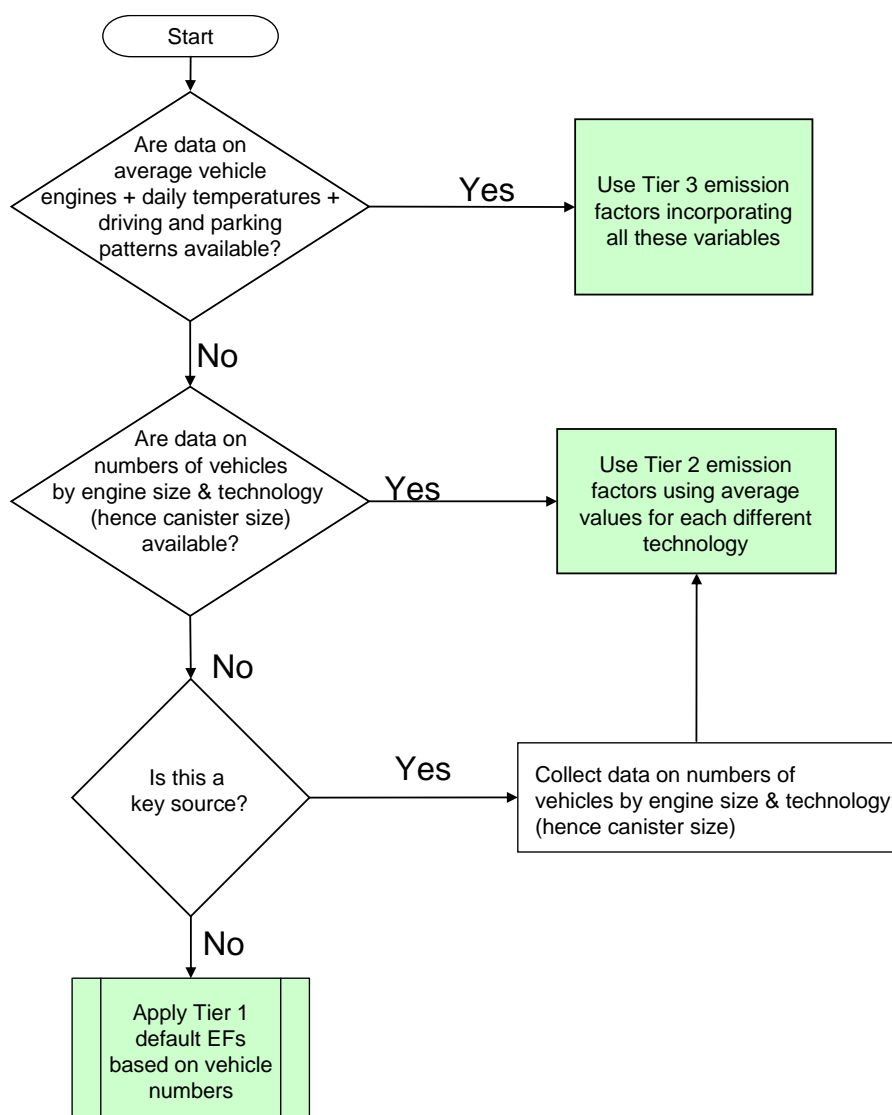 Start
Are data on
average vehicle
engines + daily temperatures +
driving and parking
patterns available?
Yes
Use Tier 3 emission
factors incorporating
all these variables
No
Are data on
numbers of vehicles
by engine size & technology
(hence canister size)
available?
Yes
Use Tier 2 emission
factors using average
values for each different
technology
No
Is this a
key source?
Yes
Collect data on numbers of
vehicles by engine size & technology
(hence canister size)
No
Apply Tier 1
default EFs
based on vehicle
numbers